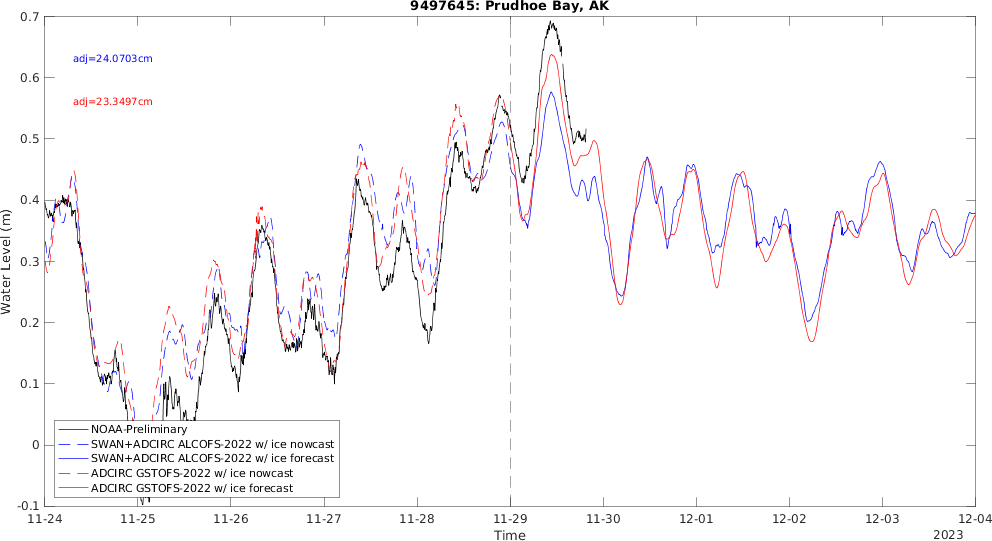 9497645: Prudhoe Bay, AK
0.7
adj=24.0703cm
0.6
adj=23.3497cm
0.5
0.4
0.3
Water Level (m)
0.2
0.1
0
-0.1
NOAA-Preliminary
SWAN+ADCIRC ALCOFS-2022 w/ ice nowcast
SWAN+ADCIRC ALCOFS-2022 w/ ice forecast
ADCIRC GSTOFS-2022 w/ ice nowcast
ADCIRC GSTOFS-2022 w/ ice forecast
11-24 11-25 11-26 11-27 11-28 11-29 11-30 12-01 12-02 12-03 12-04
Time
2023